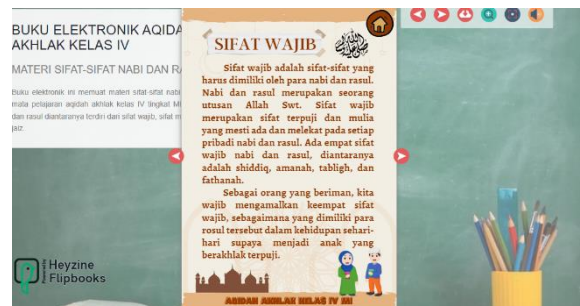 BUKU ELEKTRONIK AQIDA
AKHLAK KELAS IV
MATERI SIFAT-SIFAT NABI DAN R
Buku elektronik ini memuat materi sifat-sifat nabi
mata pelajaran aqidah akhlak kelas IV tingkat MI
dan rasul diantaranya terdiri dari sifat wajib, sifat m
jaiz.
SIFAT WAJIB
Sifat wajib adalah sifat-sifat yang
harus dimiliki oleh para nabi dan rasul.
Nabi dan rasul merupakan seorang
utusan Allah Swt. Sifat wajib
merupakan sifat terpuji dan mulia
yang mesti ada dan melekat pada setiap
pribadi nabi dan rasul. Ada empat sifat
wajib nabi dan rasul, diantaranya
adalah shiddiq, amanah, tabligh, dan
fathanah.
Sebagai orang yang beriman, kita
wajib mengamalkan keempat sifat
wajib, sebagaimana yang dimiliki para
rosul tersebut dalam kehidupan sehari-
hari supaya menjadi anak yang
berakhlak terpuji.
Heyzine
Flipbooks
AQIDAH AKHLAK KELAS IV MI